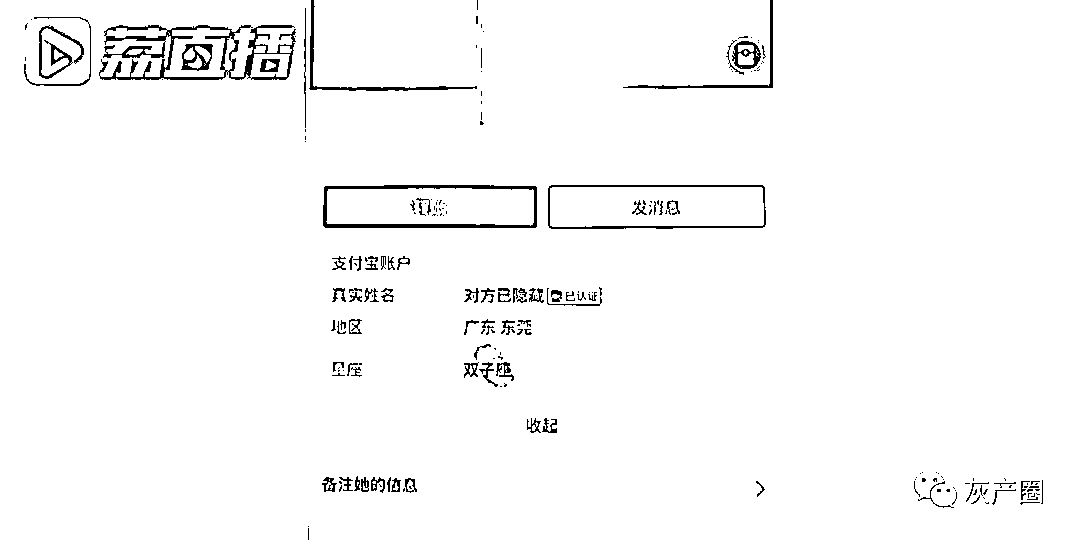 荔直播
发消息
支付宝账户
真实姓名 对方已隐藏 已认证
地区 广东 东莞
星座 双子座
收起
备注她的信息
灰产圈